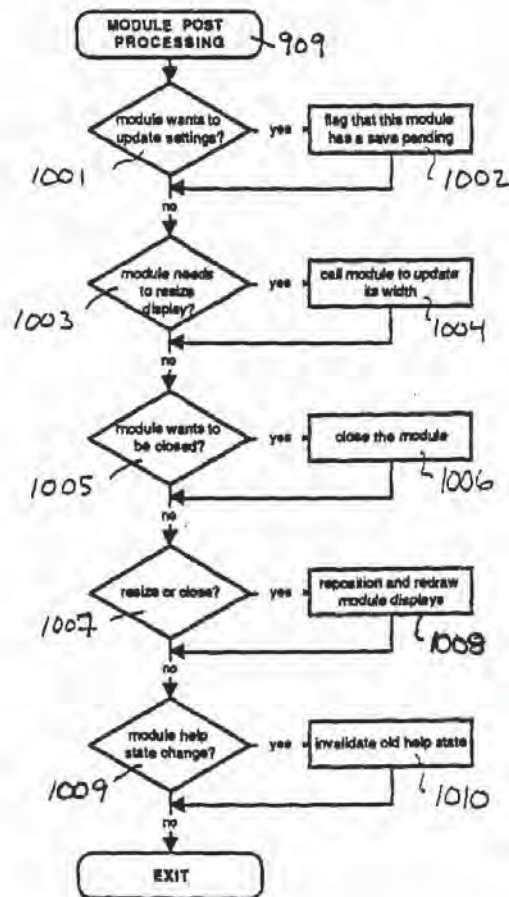 MODULE POST
PROCESSING
909
module wants to
update settings?
yes
flag that this module
has a save pending
1001
1002
no
module needs
to resize
display?
yes
call module to update
its width
1003
1004
no
module wants to
be closed?
yes
close the module
1005
1006
no
resize or close?
yes
reposition and redraw
module displays
1007
1008
no
module help
state change?
yes
invalidate old help state
1009
1010
no
EXIT